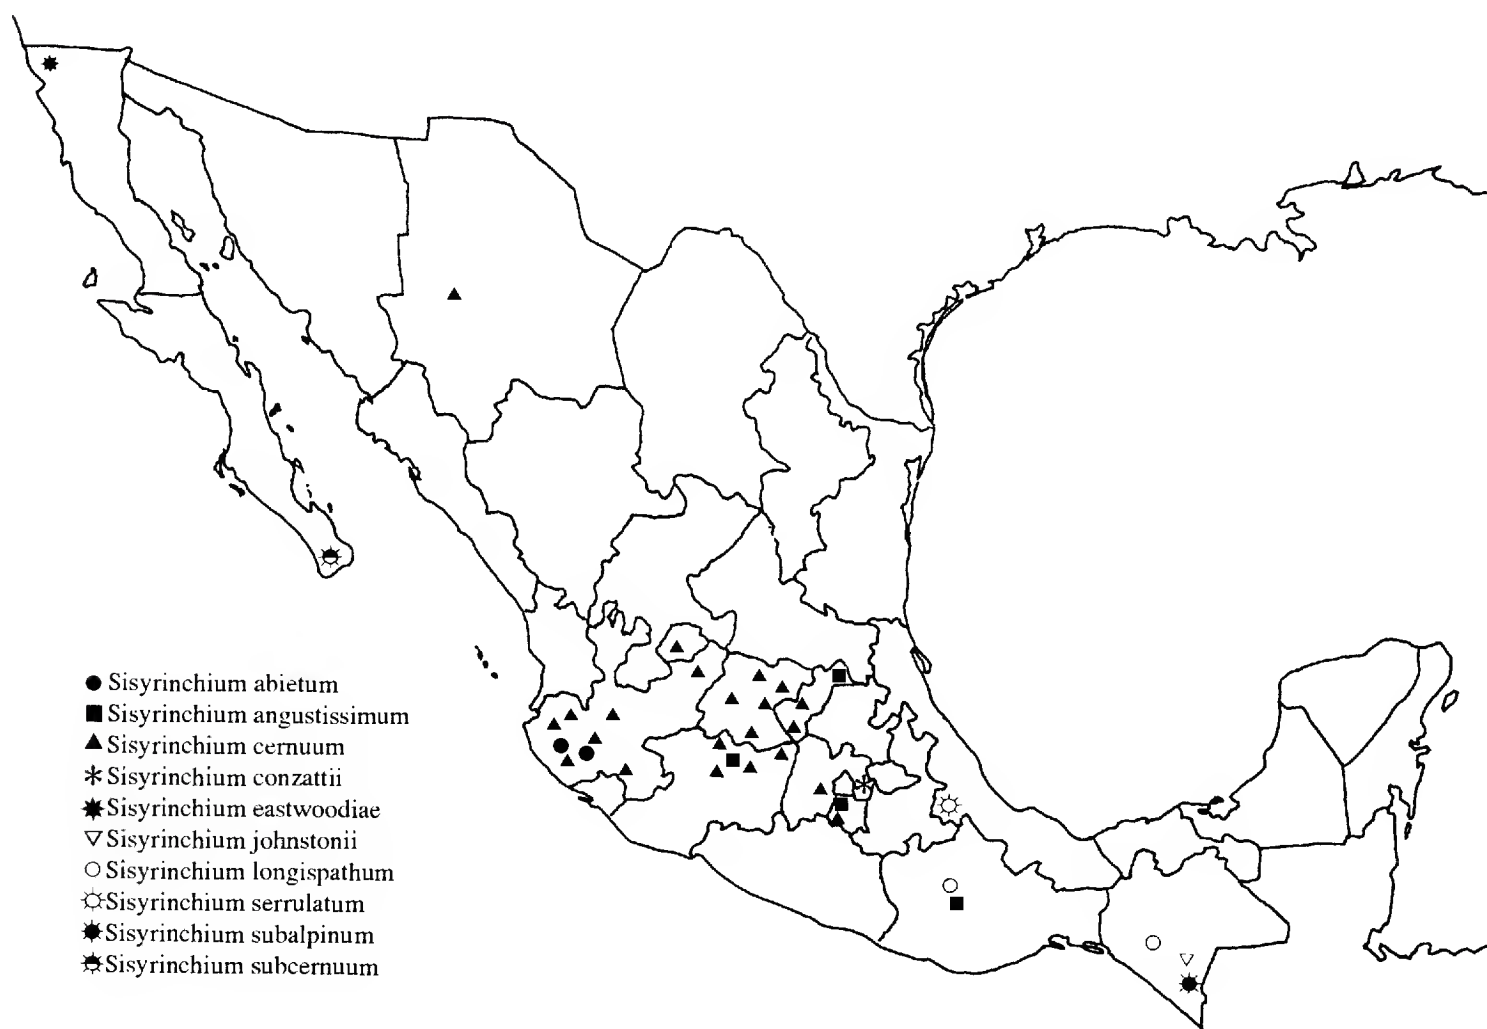 Sisyrinchium abietum
Sisyrinchium angustissimum
Sisyrinchium cernuum
Sisyrinchium conzattii
Sisyrinchium eastwoodiae
Sisyrinchium johnstonii
Sisyrinchium longispathum
Sisyrinchium serrulatum
Sisyrinchium subalpinum
Sisyrinchium subcernuum